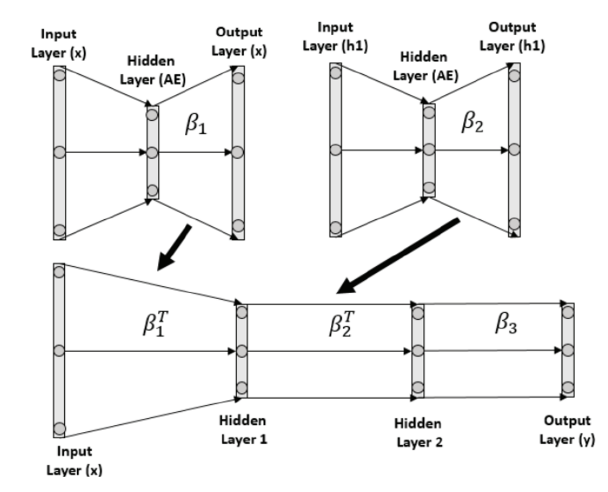 Input
Layer (x)
Hidden
Layer (AE)
Output
Layer (x)
β₁
Input
Layer (h1)
Hidden
Layer (AE)
Output
Layer (h1)
β₂
β₁ᵀ
β₂ᵀ
β₃
Input
Layer (x)
Hidden
Layer 1
Hidden
Layer 2
Output
Layer (y)